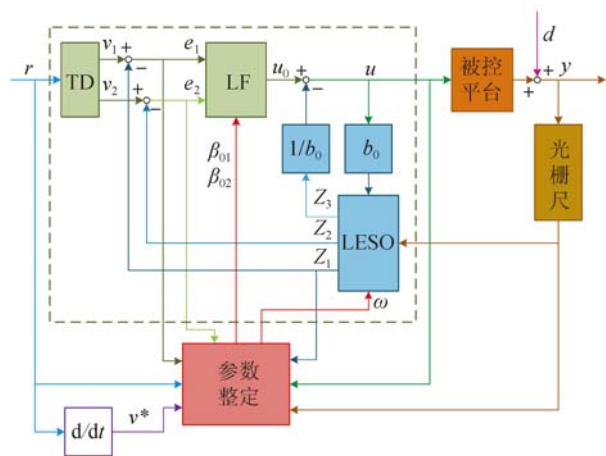 r
TD
v₁
v₂
+
−
+
−
e₁
e₂
LF
u₀
+
−
u
被控
平台
d
+
+
y
光
栅
尺
1/b₀
b₀
β₀₁
β₀₂
Z₃
Z₂
Z₁
LESO
ω
参数
整定
d/dt
v*